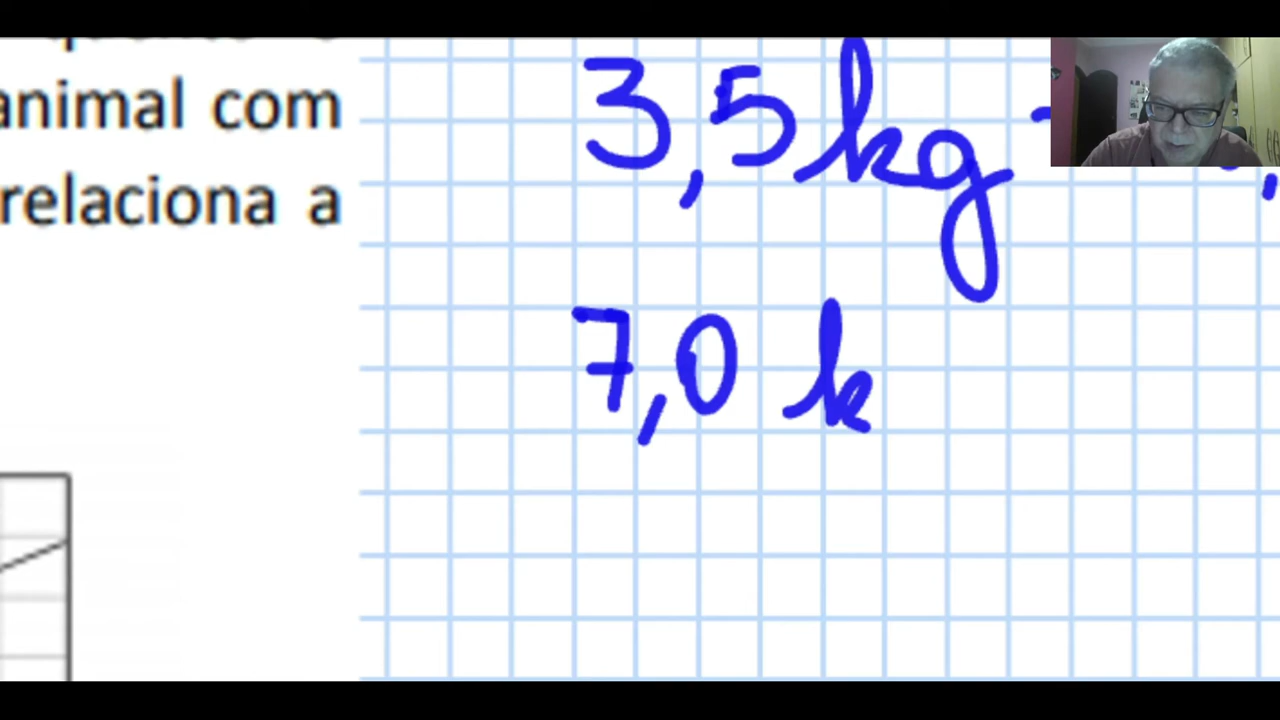 animal com
relaciona a
3,5 kg
7,0 k